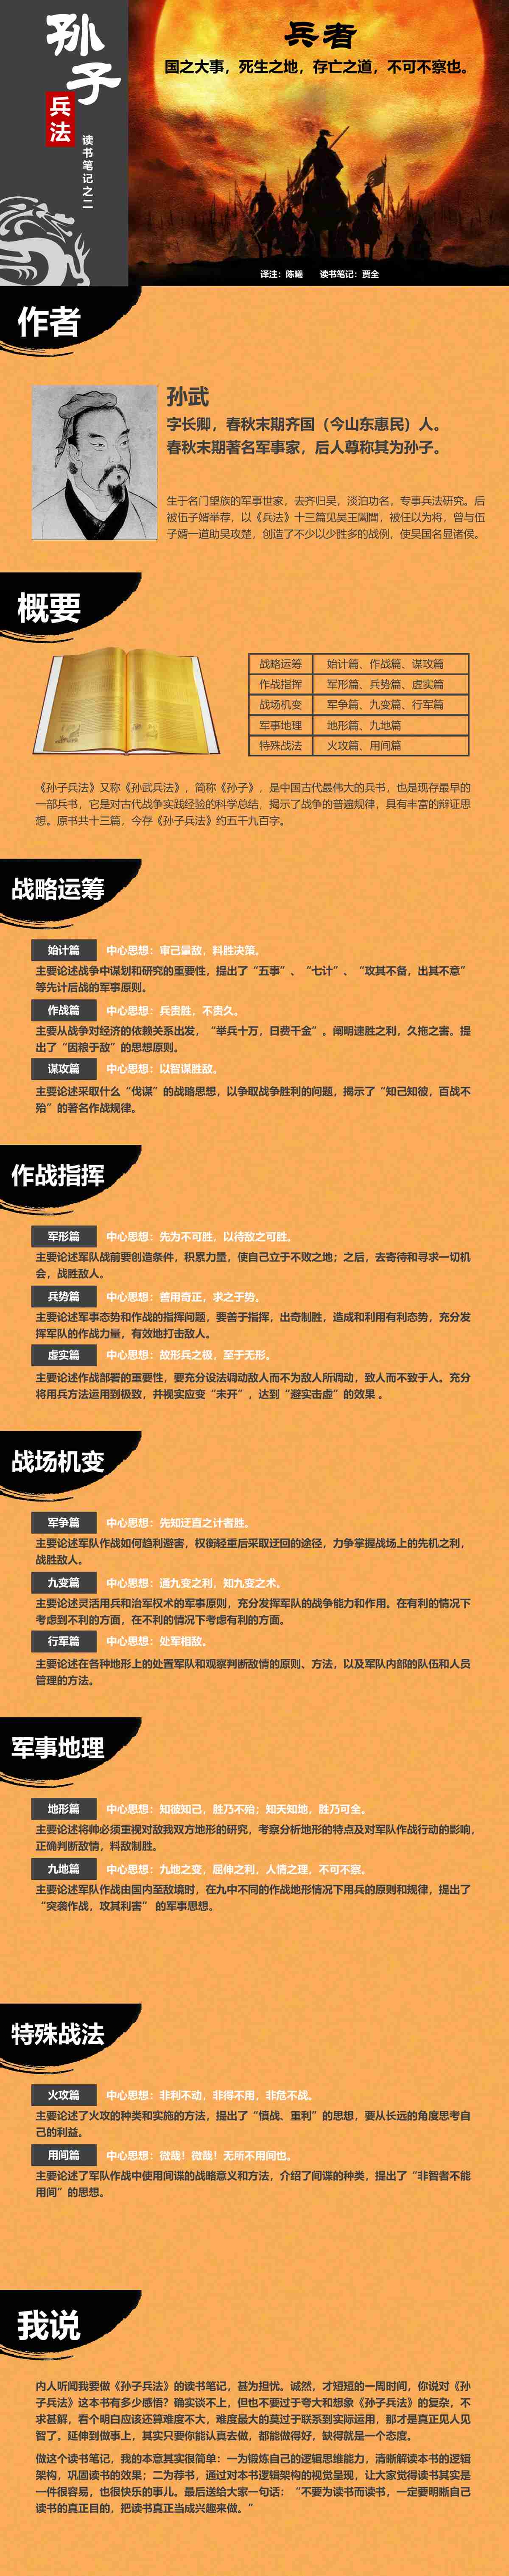 孙子
兵法
读书笔记之二
兵者
国之大事，死生之地，存亡之道，不可不察也。
译注：陈曦 读书笔记：贾全
作者
孙武
字长卿，春秋末期齐国（今山东惠民）人。
春秋末期著名军事家，后人尊称其为孙子。
生于名门望族的军事世家，去齐归吴，淡泊功名，专事兵法研究。后
被伍子婿举荐，以《兵法》十三篇见吴王阖闾，被任以为将，曾与伍
子婿一道助吴攻楚，创造了不少以少胜多的战例，使吴国名显诸侯。
概要
战略运筹 始计篇、作战篇、谋攻篇
作战指挥 军形篇、兵势篇、虚实篇
战场机变 军争篇、九变篇、行军篇
军事地理 地形篇、九地篇
特殊战法 火攻篇、用间篇
《孙子兵法》又称《孙武兵法》，简称《孙子》，是中国古代最伟大的兵书，也是现存最早的
一部兵书，它是对古代战争实践经验的科学总结，揭示了战争的普遍规律，具有丰富的辩证思
想。原书共十三篇，今存《孙子兵法》约五千九百字。
战略运筹
始计篇 中心思想：审己量敌，料胜决策。
主要论述战争中谋划和研究的重要性，提出了“五事”、“七计”、“攻其不备，出其不意”
等先计后战的军事原则。
作战篇 中心思想：兵贵胜，不贵久。
主要从战争对经济的依赖关系出发，“举兵十万，日费千金”。阐明速胜之利，久拖之害。提
出了“因粮于敌”的思想原则。
谋攻篇 中心思想：以智谋胜敌。
主要论述采取什么“伐谋”的战略思想，以争取战争胜利的问题，揭示了“知己知彼，百战不
殆”的著名作战规律。
作战指挥
军形篇 中心思想：先为不可胜，以待敌之可胜。
主要论述军队战前要创造条件，积累力量，使自己立于不败之地；之后，去寄待和寻求一切机
会，战胜敌人。
兵势篇 中心思想：善用奇正，求之于势。
主要论述军事态势和作战的指挥问题，要善于指挥，出奇制胜，造成和利用有利态势，充分发
挥军队的作战力量，有效地打击敌人。
虚实篇 中心思想：故形兵之极，至于无形。
主要论述作战部署的重要性，要充分设法调动敌人而不为敌人所调动，致人而不致于人。充分
将用兵方法运用到极致，并视实应变“未开”，达到“避实击虚”的效果 。
战场机变
军争篇 中心思想：先知迂直之计者胜。
主要论述军队作战如何趋利避害，权衡轻重后采取迂回的途径，力争掌握战场上的先机之利，
战胜敌人。
九变篇 中心思想：通九变之利，知九变之术。
主要论述灵活用兵和治军权术的军事原则，充分发挥军队的战争能力和作用。在有利的情况下
考虑到不利的方面，在不利的情况下考虑有利的方面。
行军篇 中心思想：处军相敌。
主要论述在各种地形上的处置军队和观察判断敌情的原则、方法，以及军队内部的队伍和人员
管理的方法。
军事地理
地形篇 中心思想：知彼知己，胜乃不殆；知天知地，胜乃可全。
主要论述将帅必须重视对敌我双方地形的研究，考察分析地形的特点及对军队作战行动的影响，
正确判断敌情，料敌制胜。
九地篇 中心思想：九地之变，屈伸之利，人情之理，不可不察。
主要论述军队作战由国内至敌境时，在九中不同的作战地形情况下用兵的原则和规律，提出了
“突袭作战，攻其利害” 的军事思想。
特殊战法
火攻篇 中心思想：非利不动，非得不用，非危不战。
主要论述了火攻的种类和实施的方法，提出了“慎战、重利”的思想，要从长远的角度思考自
己的利益。
用间篇 中心思想：微哉！微哉！无所不用间也。
主要论述了军队作战中使用间谍的战略意义和方法，介绍了间谍的种类，提出了“非智者不能
用间”的思想。
我说
内人听闻我要做《孙子兵法》的读书笔记，甚为担忧。诚然，才短短的一周时间，你说对《孙
子兵法》这本书有多少感悟？确实谈不上，但也不要过于夸大和想象《孙子兵法》的复杂，不
求甚解，看个明白应该还算难度不大，难度最大的莫过于联系到实际运用，那才是真正见人见
智了。延伸到做事上，其实只要你能认真去做，都能做得好，缺得就是一个态度。
做这个读书笔记，我的本意其实很简单：一为锻炼自己的逻辑思维能力，清晰解读本书的逻辑
架构，巩固读书的效果；二为荐书，通过对本书逻辑架构的视觉呈现，让大家觉得读书其实是
一件很容易，也很快乐的事儿。最后送给大家一句话：“不要为读书而读书，一定要明晰自己
读书的真正目的，把读书真正当成兴趣来做。”